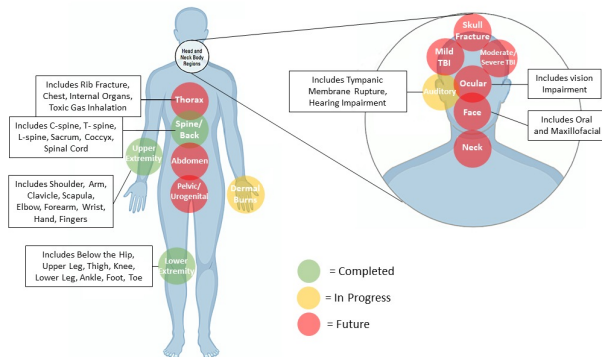 Head and
Neck Body
Regions
Skull
Fracture
Mild
TBI
Moderate/
Severe TBI
Includes Tympanic
Membrane Rupture,
Hearing Impairment
Auditory
Ocular
Includes vision
Impairment
Face
Includes Oral
and Maxillofacial
Neck
Includes Rib Fracture,
Chest, Internal Organs,
Toxic Gas Inhalation
Thorax
Includes C-spine, T- spine,
L-spine, Sacrum, Coccyx,
Spinal Cord
Spine/
Back
Upper
Extremity
Abdomen
Includes Shoulder, Arm,
Clavicle, Scapula,
Elbow, Forearm, Wrist,
Hand, Fingers
Pelvic/
Urogenital
Dermal
Burns
Includes Below the Hip,
Upper Leg, Thigh, Knee,
Lower Leg, Ankle, Foot, Toe
Lower
Extremity
= Completed
= In Progress
= Future